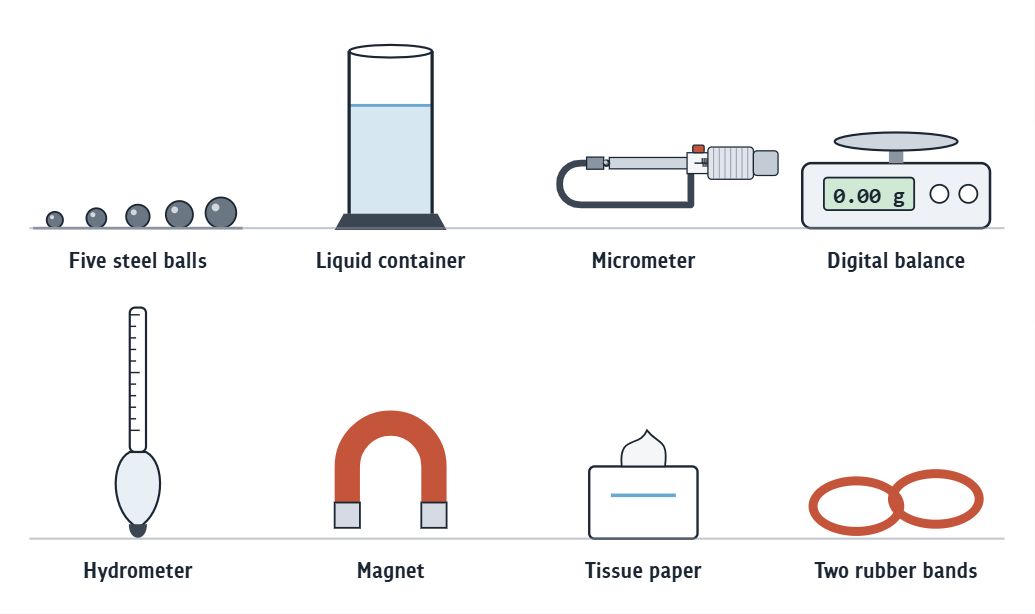 0.00 g
Five steel balls
Liquid container
Micrometer
Digital balance
Hydrometer
Magnet
Tissue paper
Two rubber bands